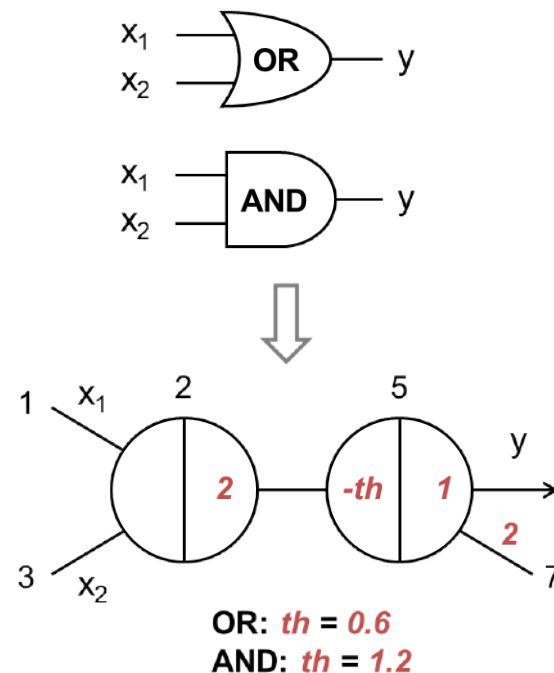 x₁
OR
y
x₂
x₁
AND
y
x₂
1
x₁
2
5
y
2
-th
1
2
3
x₂
7
OR: th = 0.6
AND: th = 1.2